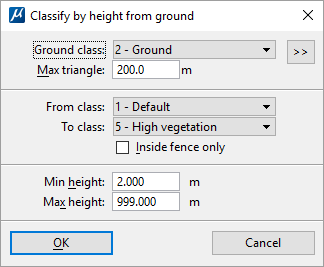 µ Classify by height from ground
Ground class: 2 - Ground >>
Max triangle: 200.0 m
From class: 1 - Default
To class: 5 - High vegetation
Inside fence only
Min height: 2.000 m
Max height: 999.000 m
OK Cancel